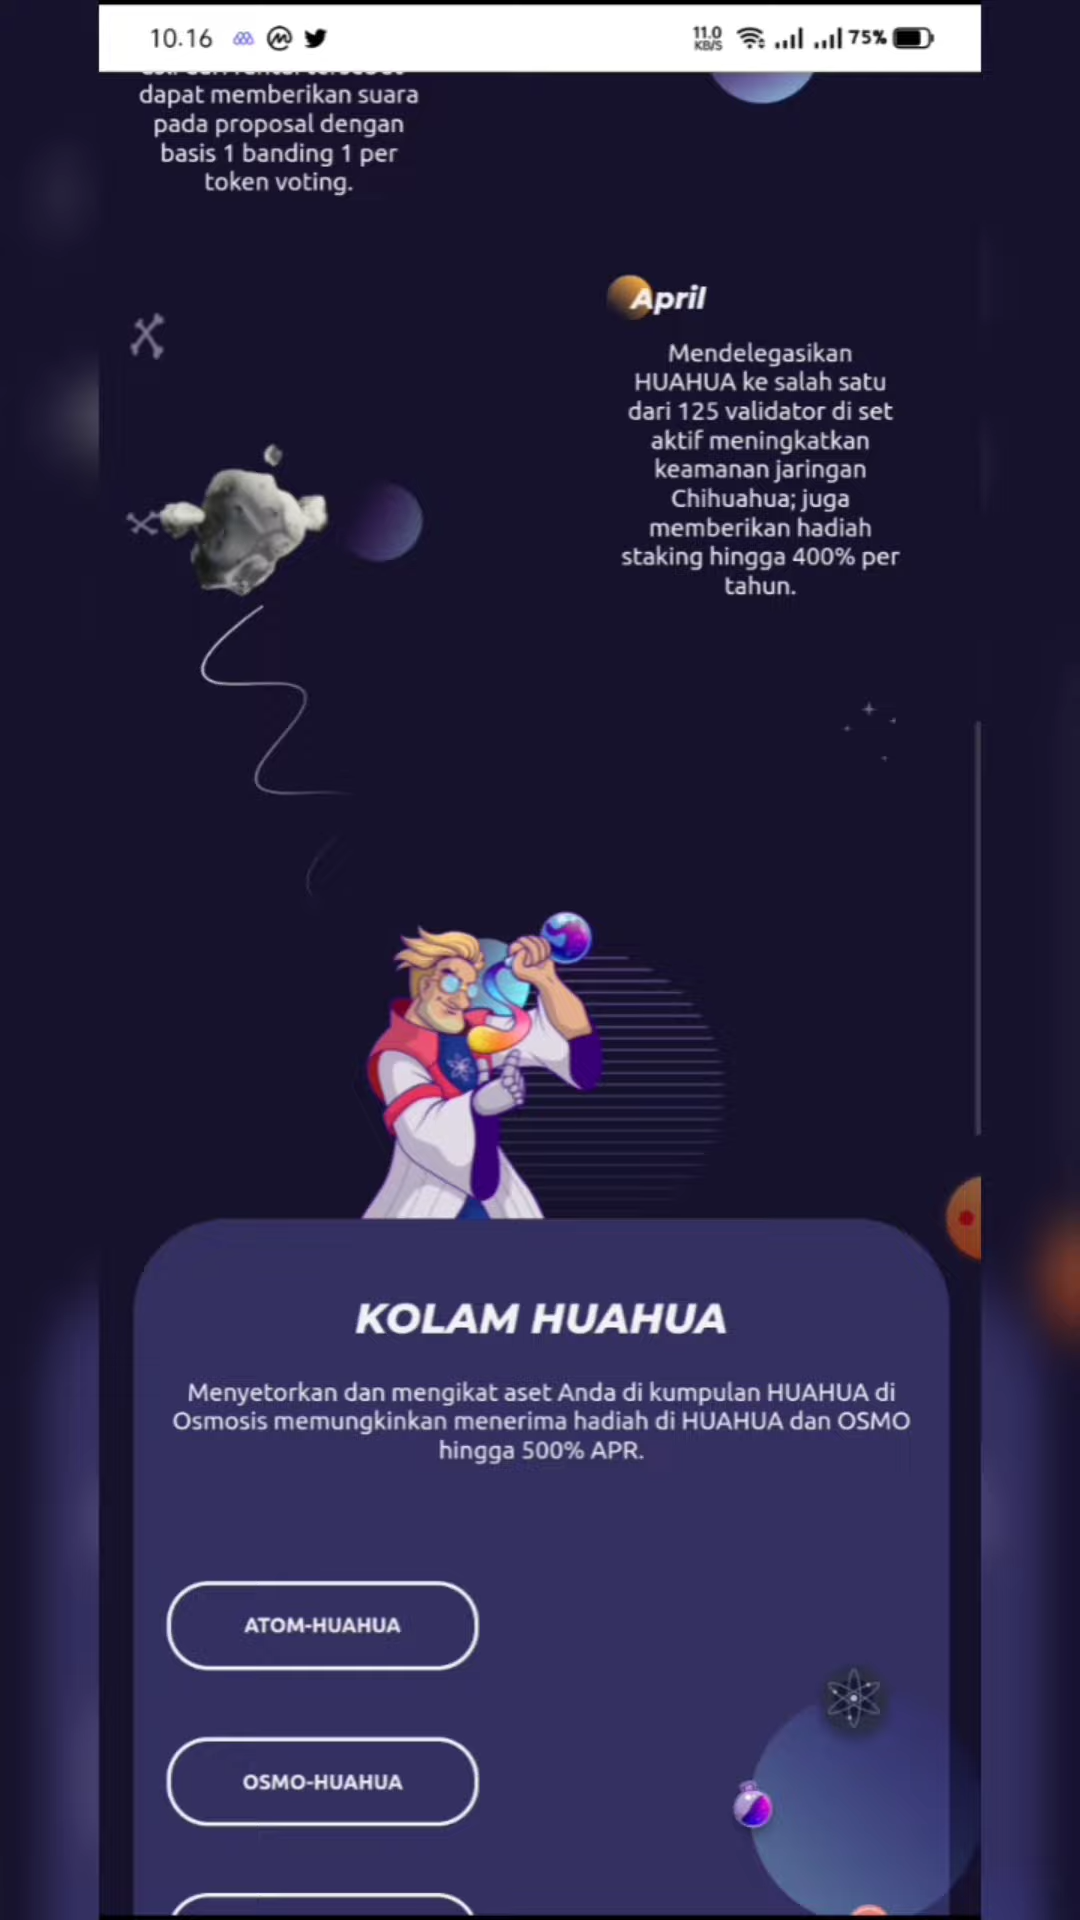 10.16
11.0
KB/S
75%
dapat memberikan suara
pada proposal dengan
basis 1 banding 1 per
token voting.
April
Mendelegasikan
HUAHUA ke salah satu
dari 125 validator di set
aktif meningkatkan
keamanan jaringan
Chihuahua; juga
memberikan hadiah
staking hingga 400% per
tahun.
KOLAM HUAHUA
Menyetorkan dan mengikat aset Anda di kumpulan HUAHUA di
Osmosis memungkinkan menerima hadiah di HUAHUA dan OSMO
hingga 500% APR.
ATOM-HUAHUA
OSMO-HUAHUA